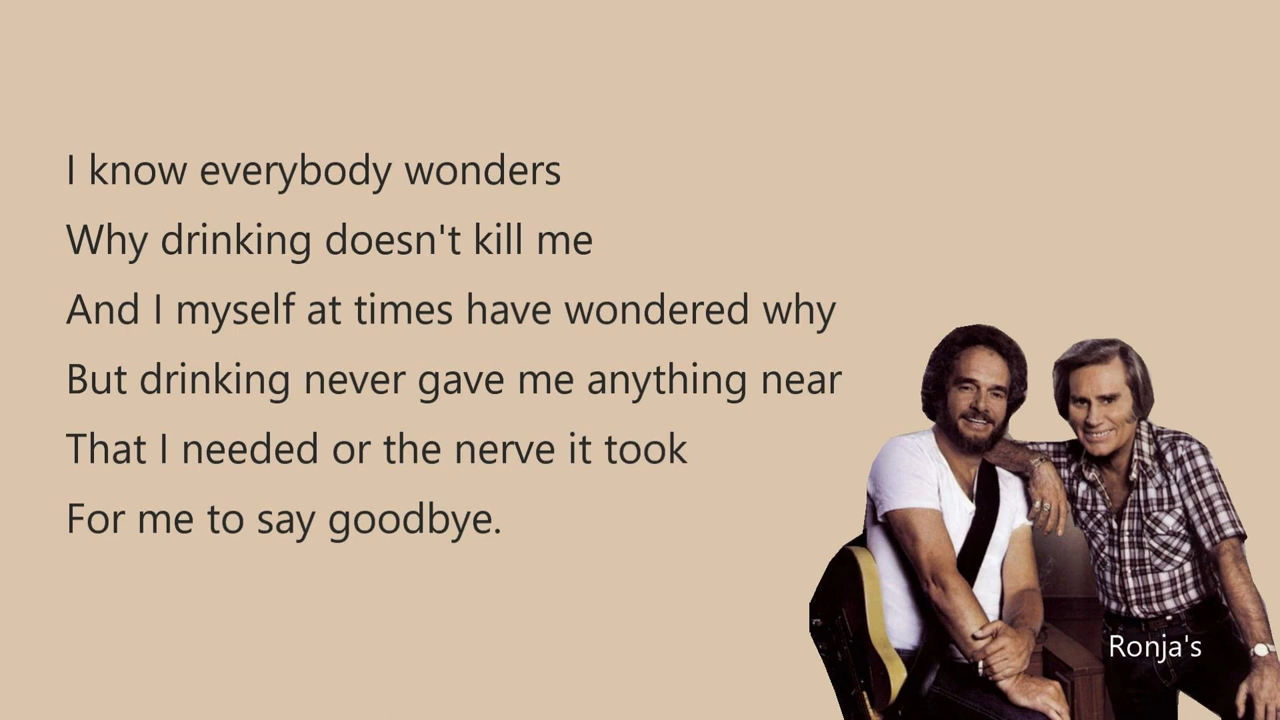 I know everybody wonders
Why drinking doesn't kill me
And I myself at times have wondered why
But drinking never gave me anything near
That I needed or the nerve it took
For me to say goodbye.
Ronja's